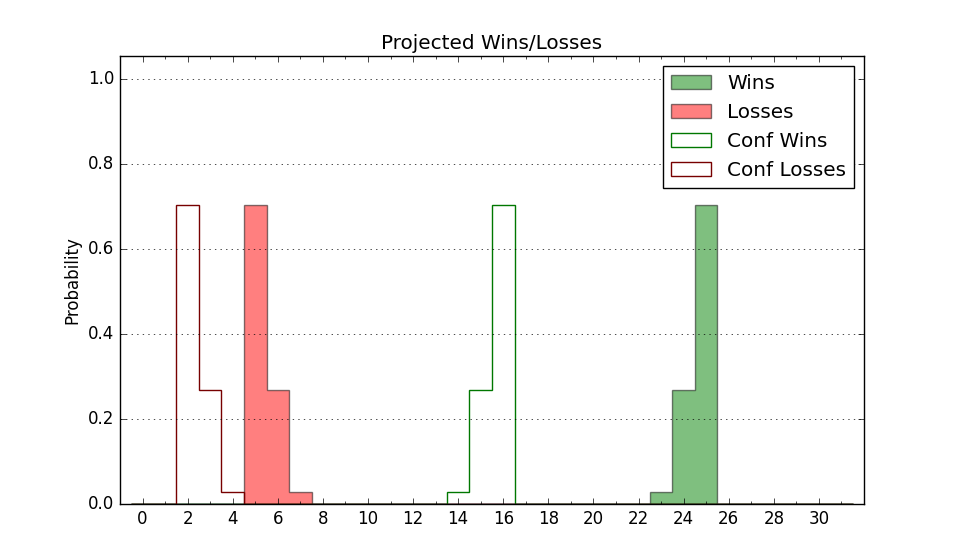 Projected Wins/Losses
Wins
Losses
Conf Wins
Conf Losses
Probability
1.0
0.8
0.6
0.4
0.2
0.0
0 2 4 6 8 10 12 14 16 18 20 22 24 26 28 30